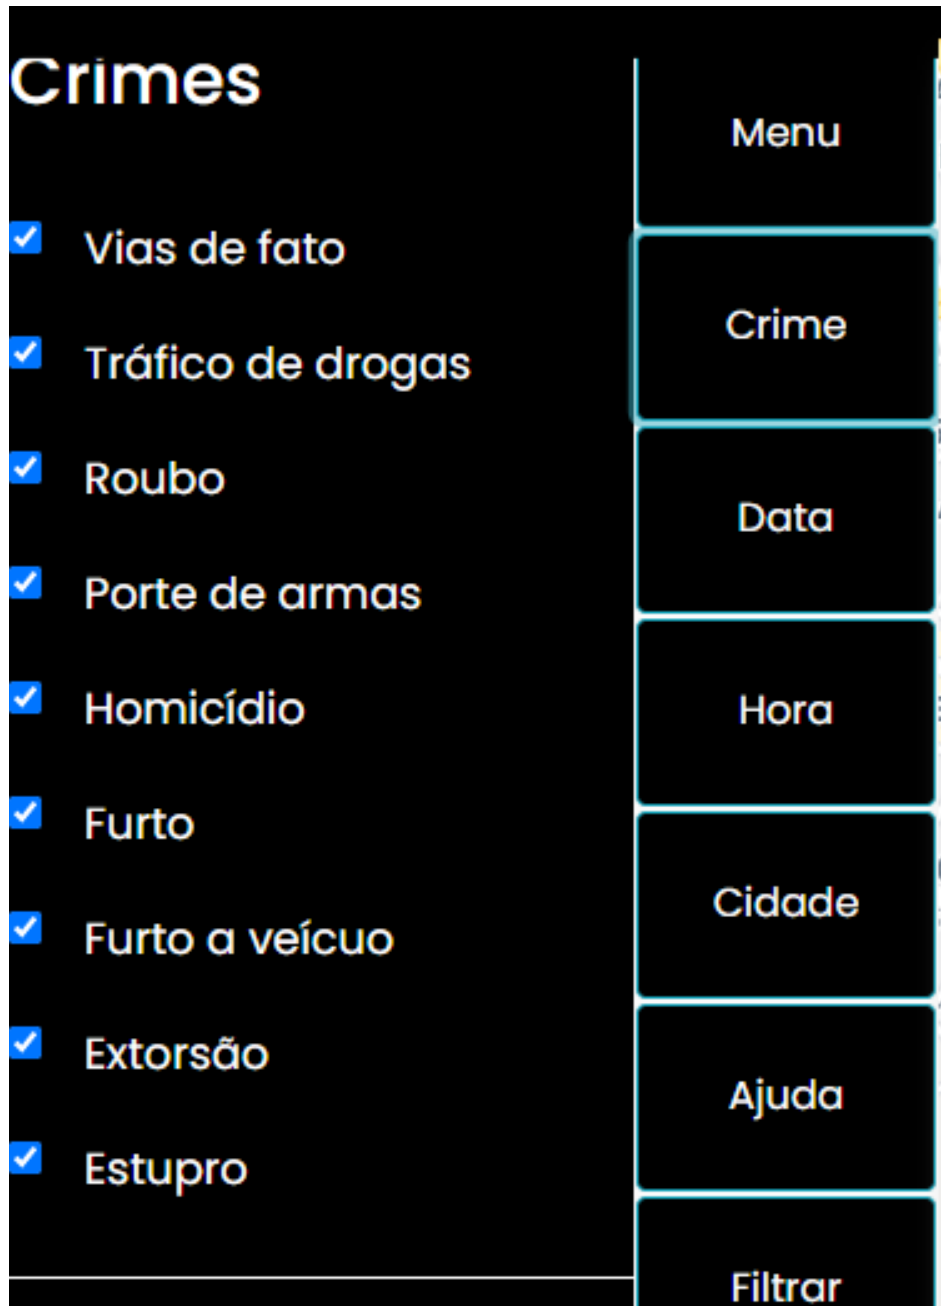 Crimes
Vias de fato
Tráfico de drogas
Roubo
Porte de armas
Homicídio
Furto
Furto a veícuo
Extorsão
Estupro
Menu
Crime
Data
Hora
Cidade
Ajuda
Filtrar